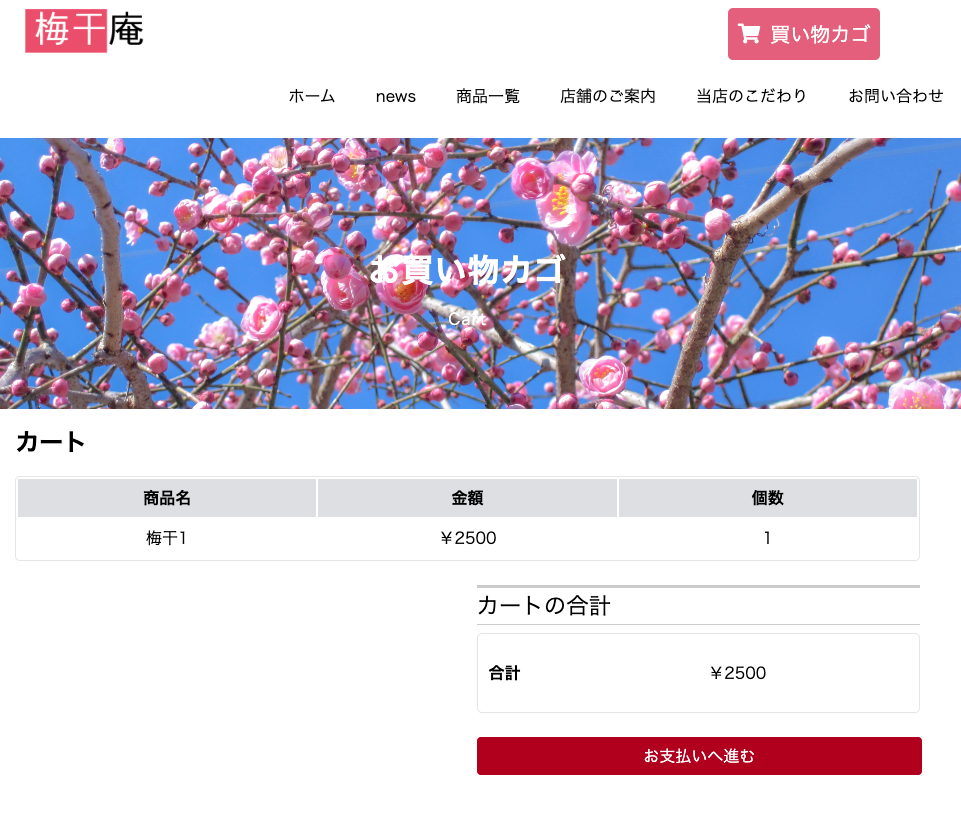 梅干庵
買い物カゴ
ホーム news 商品一覧 店舗のご案内 当店のこだわり お問い合わせ
お買い物カゴ
Cart
カート
商品名 金額 個数
梅干1 ￥2500 1
カートの合計
合計 ￥2500
お支払いへ進む